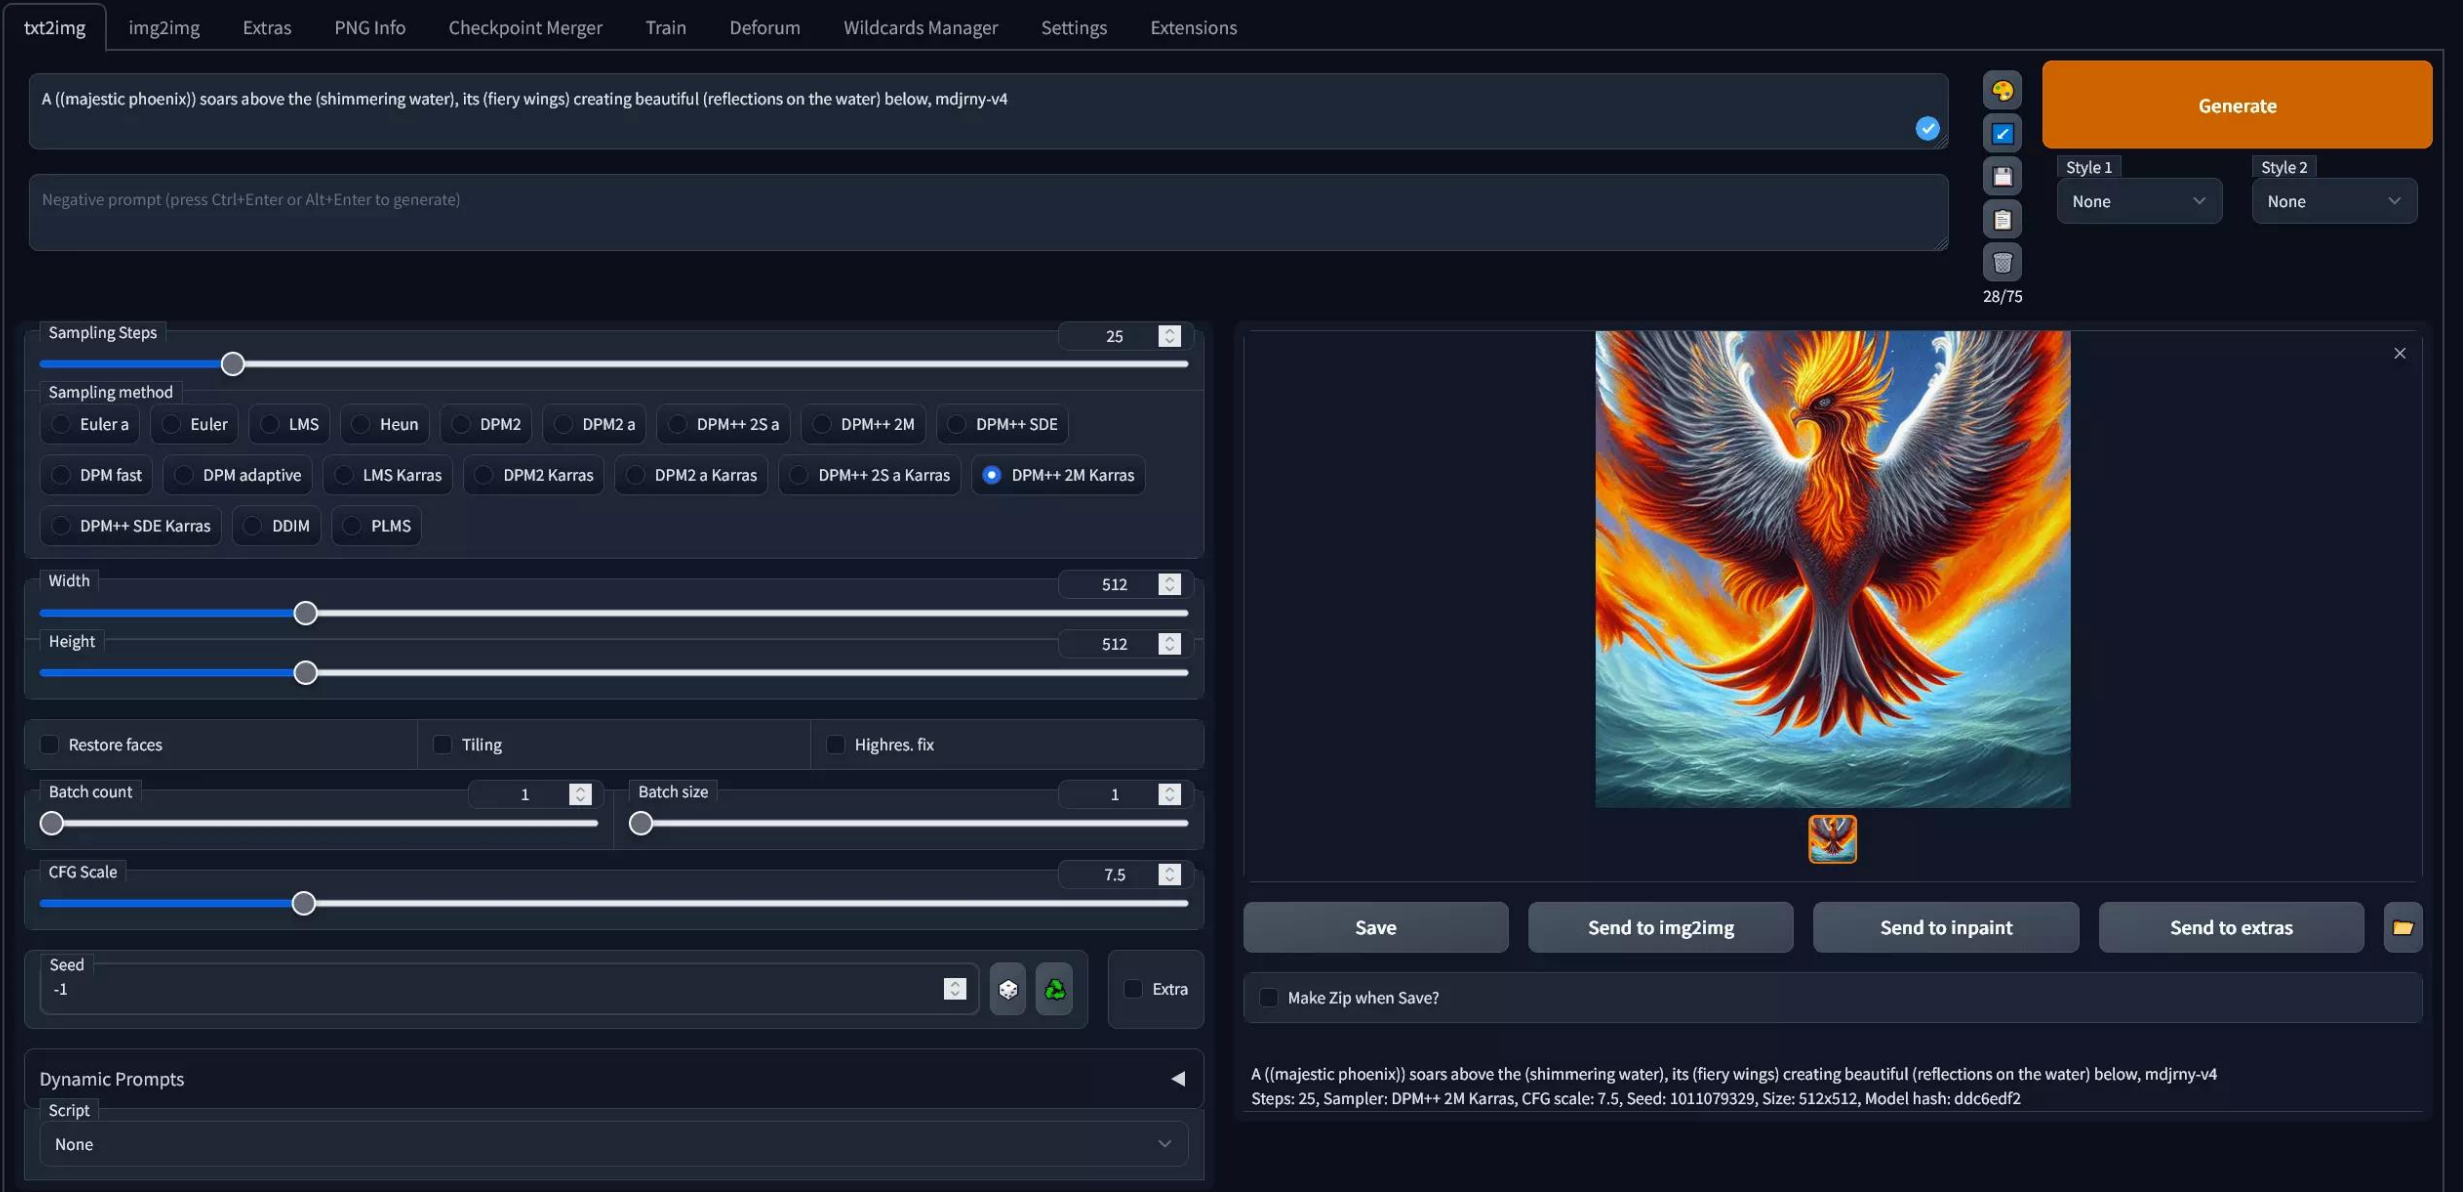 txt2img img2img Extras PNG Info Checkpoint Merger Train Deforum Wildcards Manager Settings Extensions
A ((majestic phoenix)) soars above the (shimmering water), its (fiery wings) creating beautiful (reflections on the water) below, mdjrny-v4
Negative prompt (press Ctrl+Enter or Alt+Enter to generate)
Generate
Style 1 Style 2
None None
28/75
Sampling Steps 25
Sampling method
Euler a Euler LMS Heun DPM2 DPM2 a DPM++ 2S a DPM++ 2M DPM++ SDE
DPM fast DPM adaptive LMS Karras DPM2 Karras DPM2 a Karras DPM++ 2S a Karras DPM++ 2M Karras
DPM++ SDE Karras DDIM PLMS
Width 512
Height 512
Restore faces Tiling Highres. fix
Batch count 1 Batch size 1
CFG Scale 7.5
Seed
-1
Extra
Dynamic Prompts
Script
None
Save Send to img2img Send to inpaint Send to extras
Make Zip when Save?
A ((majestic phoenix)) soars above the (shimmering water), its (fiery wings) creating beautiful (reflections on the water) below, mdjrny-v4
Steps: 25, Sampler: DPM++ 2M Karras, CFG scale: 7.5, Seed: 1011079329, Size: 512x512, Model hash: ddc6edf2